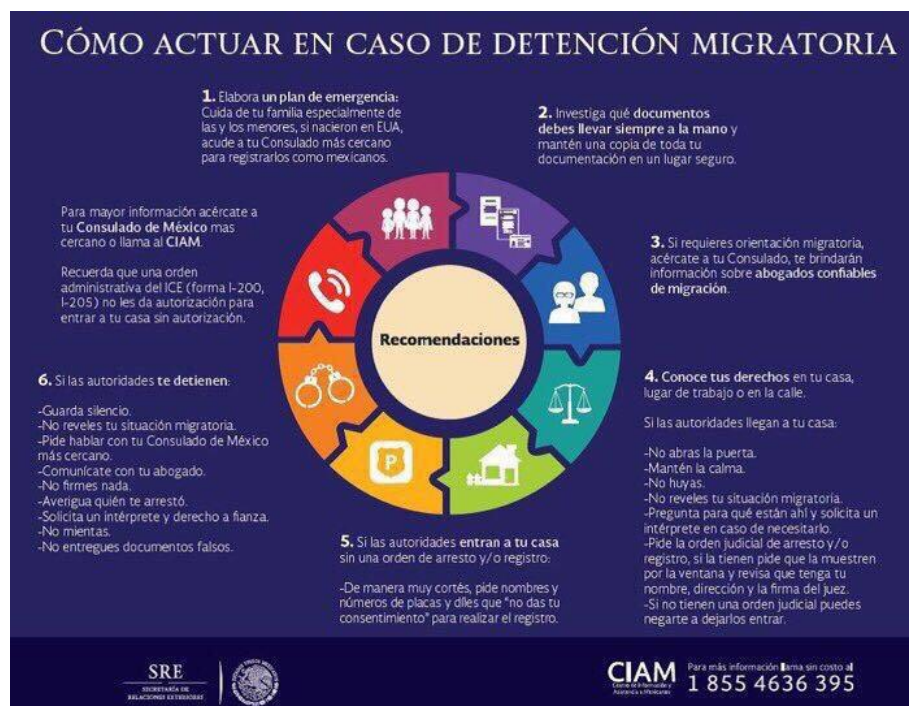 CÓMO ACTUAR EN CASO DE DETENCIÓN MIGRATORIA
1. Elabora un plan de emergencia:
Cuida de tu familia especialmente de
las y los menores, si nacieron en EUA,
acude a tu Consulado más cercano
para registrarlos como mexicanos.
2. Investiga qué documentos
debes llevar siempre a la mano y
mantén una copia de toda tu
documentación en un lugar seguro.
3. Si requieres orientación migratoria,
acércate a tu Consulado, te brindarán
información sobre abogados confiables
de migración.
4. Conoce tus derechos en tu casa,
lugar de trabajo o en la calle.
Si las autoridades llegan a tu casa:
-No abras la puerta.
-Mantén la calma.
-No huyas.
-No reveles tu situación migratoria.
-Pregunta para qué están ahí y solicita un
intérprete en caso de necesitarlo.
-Pide la orden judicial de arresto y/o
registro, si la tienen pide que la muestren
por la ventana y revisa que tenga tu
nombre, dirección y la firma del juez.
-Si no tienen una orden judicial puedes
negarte a dejarlos entrar.
5. Si las autoridades entran a tu casa
sin una orden de arresto y/o registro:
-De manera muy cortés, pide nombres y
números de placas y díles que "no das tu
consentimiento" para realizar el registro.
6. Si las autoridades te detienen:
-Guarda silencio.
-No reveles tu situación migratoria.
-Pide hablar con tu Consulado de México
más cercano.
-Comunícate con tu abogado.
-No firmes nada.
-Averigua quién te arrestó.
-Solicita un intérprete y derecho a fianza.
-No mientas.
-No entregues documentos falsos.
Para mayor información acércate a
tu Consulado de México mas
cercano o llama al CIAM.
Recuerda que una orden
administrativa del ICE (forma I-200,
I-205) no les da autorización para
entrar a tu casa sin autorización.
Recomendaciones
P
SRE
SECRETARÍA DE
RELACIONES EXTERIORES
CIAM
Centro de Información y
Asistencia a Mexicanos
Para más información llama sin costo al
1 855 4636 395